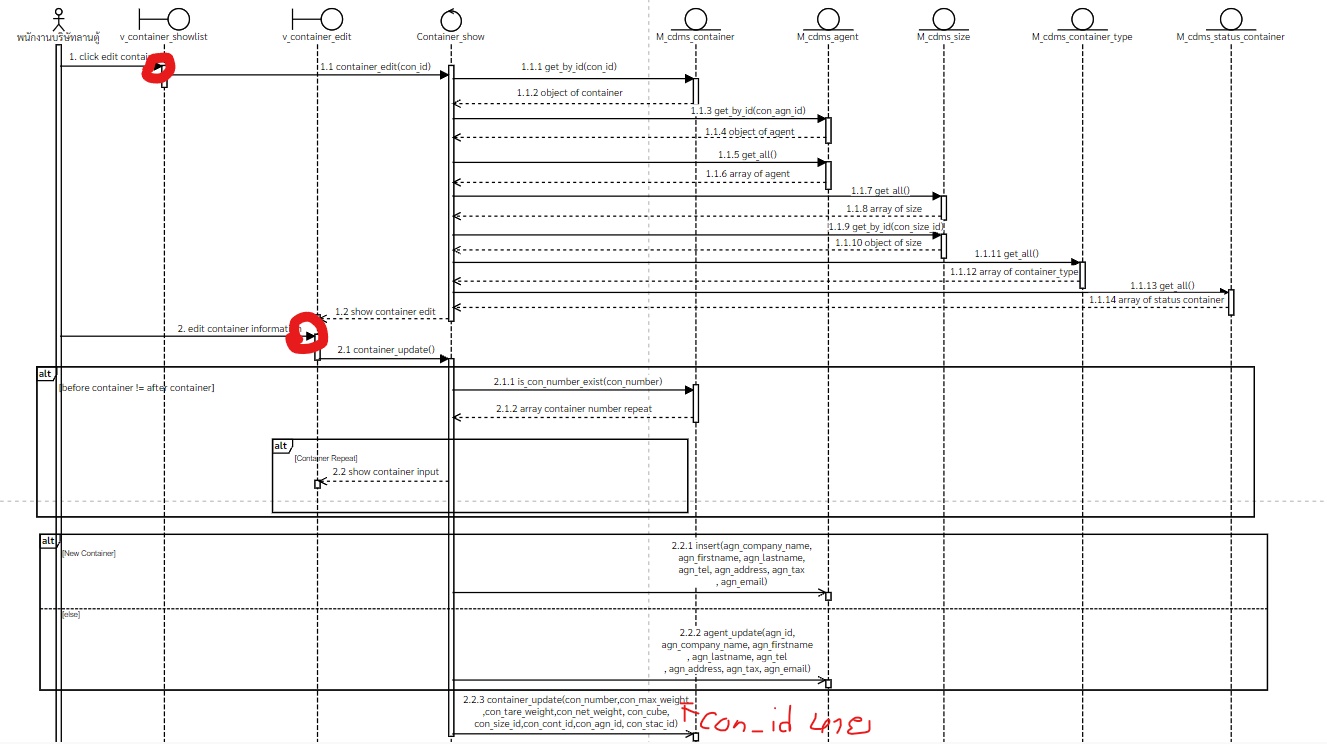 พนักงานบริษัทลานตู้
v_container_showlist
v_container_edit
Container_show
M_cdms_container
M_cdms_agent
M_cdms_size
M_cdms_container_type
M_cdms_status_container
1. click edit contai
1.1 container_edit(con_id)
1.1.1 get_by_id(con_id)
1.1.2 object of container
1.1.3 get_by_id(con_agn_id)
1.1.4 object of agent
1.1.5 get_all()
1.1.6 array of agent
1.1.7 get_all()
1.1.8 array of size
1.1.9 get_by_id(con_size_id)
1.1.10 object of size
1.1.11 get_all()
1.1.12 array of container_type
1.1.13 get_all()
1.1.14 array of status container
1.2 show container edit
2. edit container information
2.1 container_update()
alt
[before container != after container]
2.1.1 is_con_number_exist(con_number)
2.1.2 array container number repeat
alt
[Container Repeat]
2.2 show container input
alt
[New Container]
2.2.1 insert(agn_company_name,
agn_firstname, agn_lastname,
agn_tel, agn_address, agn_tax
, agn_email)
[else]
2.2.2 agent_update(agn_id,
agn_company_name, agn_firstname
, agn_lastname, agn_tel
, agn_address, agn_tax, agn_email)
2.2.3 container_update(con_number,con_max_weight
,con_tare_weight,con_net_weight, con_cube,
con_size_id,con_cont_id,con_agn_id, con_stac_id)
con_id หาย